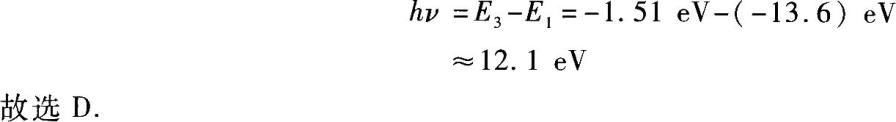 hν = E₃ - E₁ = -1. 51 eV - ( -13. 6 ) eV
≈ 12. 1 eV
故选 D.